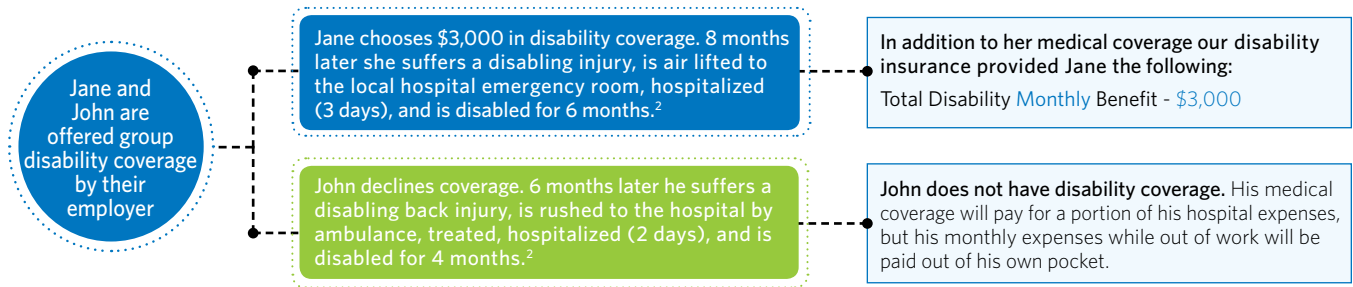 Jane and
John are
offered group
disability coverage
by their
employer
Jane chooses $3,000 in disability coverage. 8 months
later she suffers a disabling injury, is air lifted to
the local hospital emergency room, hospitalized
(3 days), and is disabled for 6 months.2
In addition to her medical coverage our disability
insurance provided Jane the following:
Total Disability Monthly Benefit - $3,000
John declines coverage. 6 months later he suffers a
disabling back injury, is rushed to the hospital by
ambulance, treated, hospitalized (2 days), and is
disabled for 4 months.2
John does not have disability coverage. His medical
coverage will pay for a portion of his hospital expenses,
but his monthly expenses while out of work will be
paid out of his own pocket.